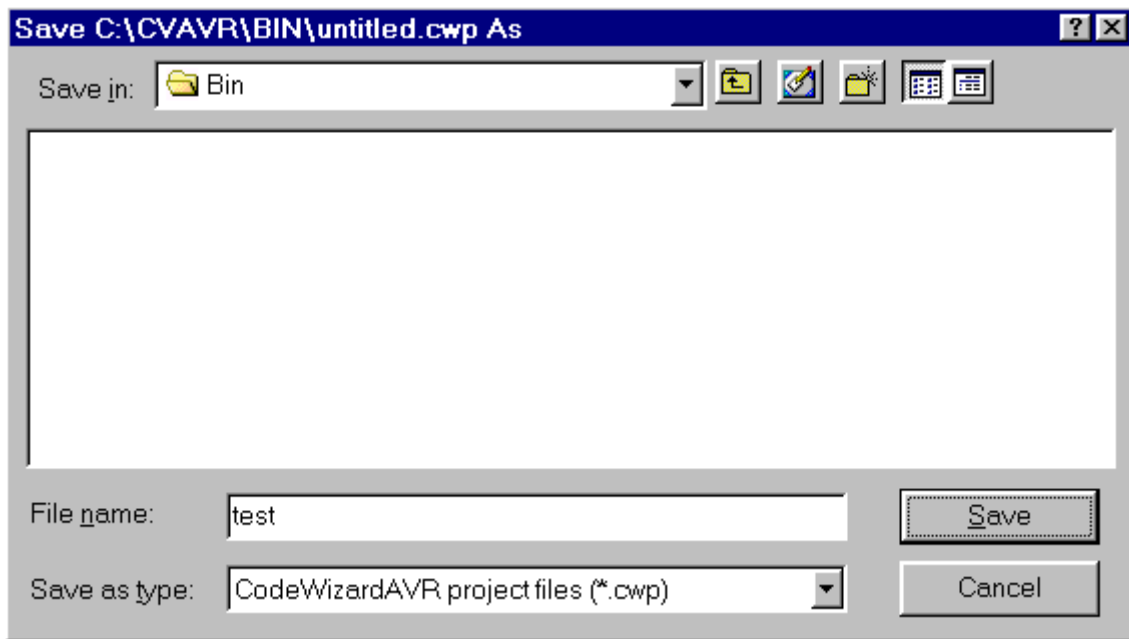 Save C:\CVAVR\BIN\untitled.cwp As
Save in: Bin
File name: test Save
Save as type: CodeWizardAVR project files (*.cwp) Cancel